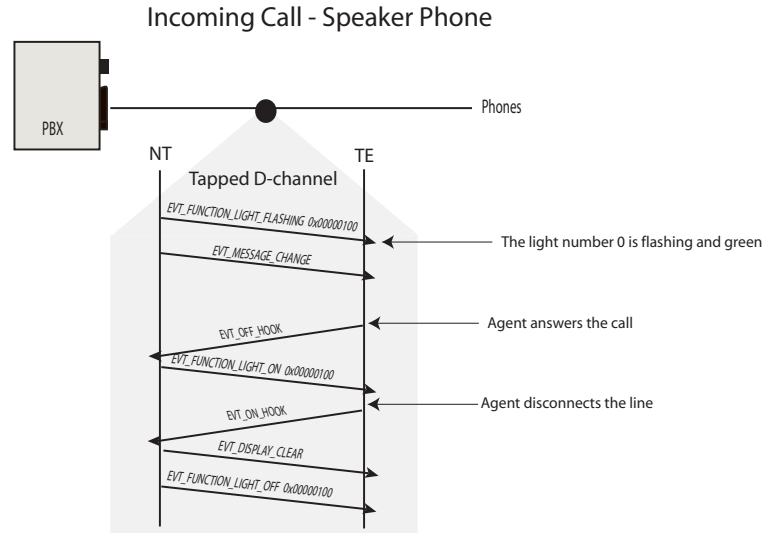 Incoming Call - Speaker Phone
PBX
Phones
NT
TE
Tapped D-channel
EVT_FUNCTION_LIGHT_FLASHING 0x00000100
The light number 0 is flashing and green
EVT_MESSAGE_CHANGE
Agent answers the call
EVT_OFF_HOOK
EVT_FUNCTION_LIGHT_ON 0x00000100
Agent disconnects the line
EVT_ON_HOOK
EVT_DISPLAY_CLEAR
EVT_FUNCTION_LIGHT_OFF 0x00000100